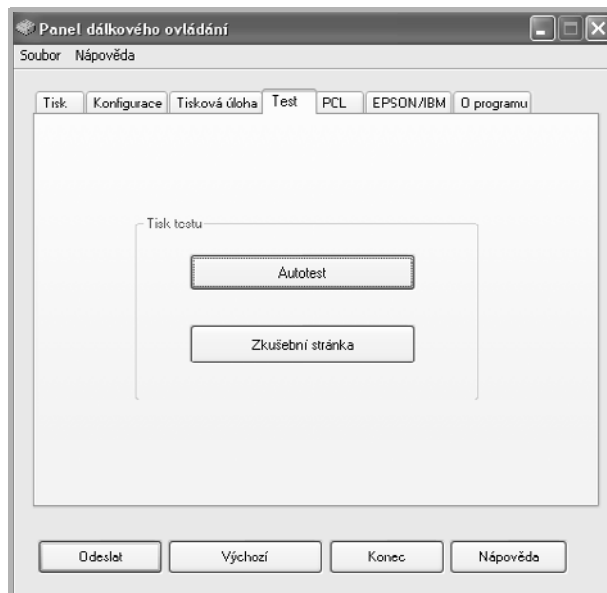 Panel dálkového ovládání
Soubor Nápověda
Tisk Konfigurace Tisková úloha Test PCL EPSON/IBM O programu
Tisk testu
Autotest
Zkušební stránka
Odeslat Výchozí Konec Nápověda